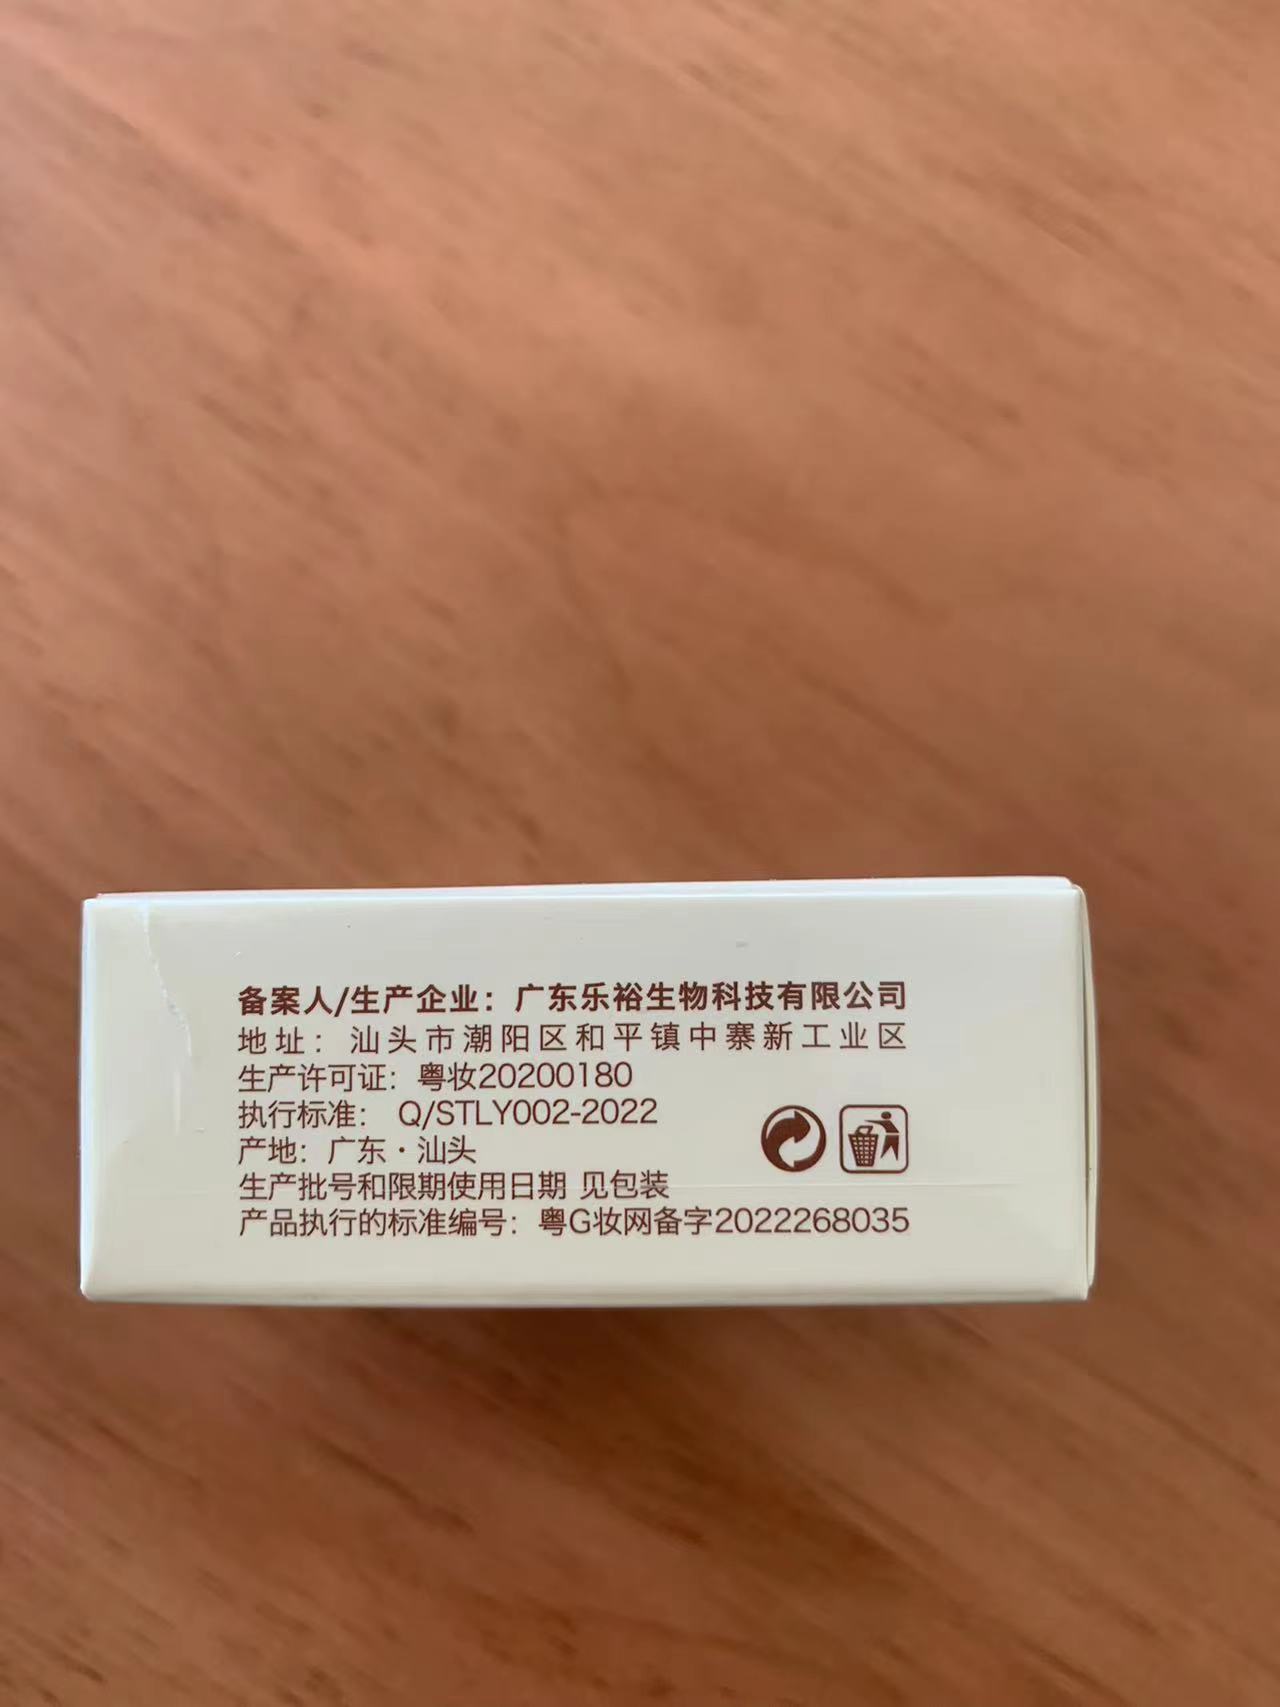 备案人/生产企业：广东乐裕生物科技有限公司
地址：汕头市潮阳区和平镇中寨新工业区
生产许可证：粤妆20200180
执行标准： Q/STLY002-2022
产地：广东·汕头
生产批号和限期使用日期 见包装
产品执行的标准编号：粤G妆网备字2022268035